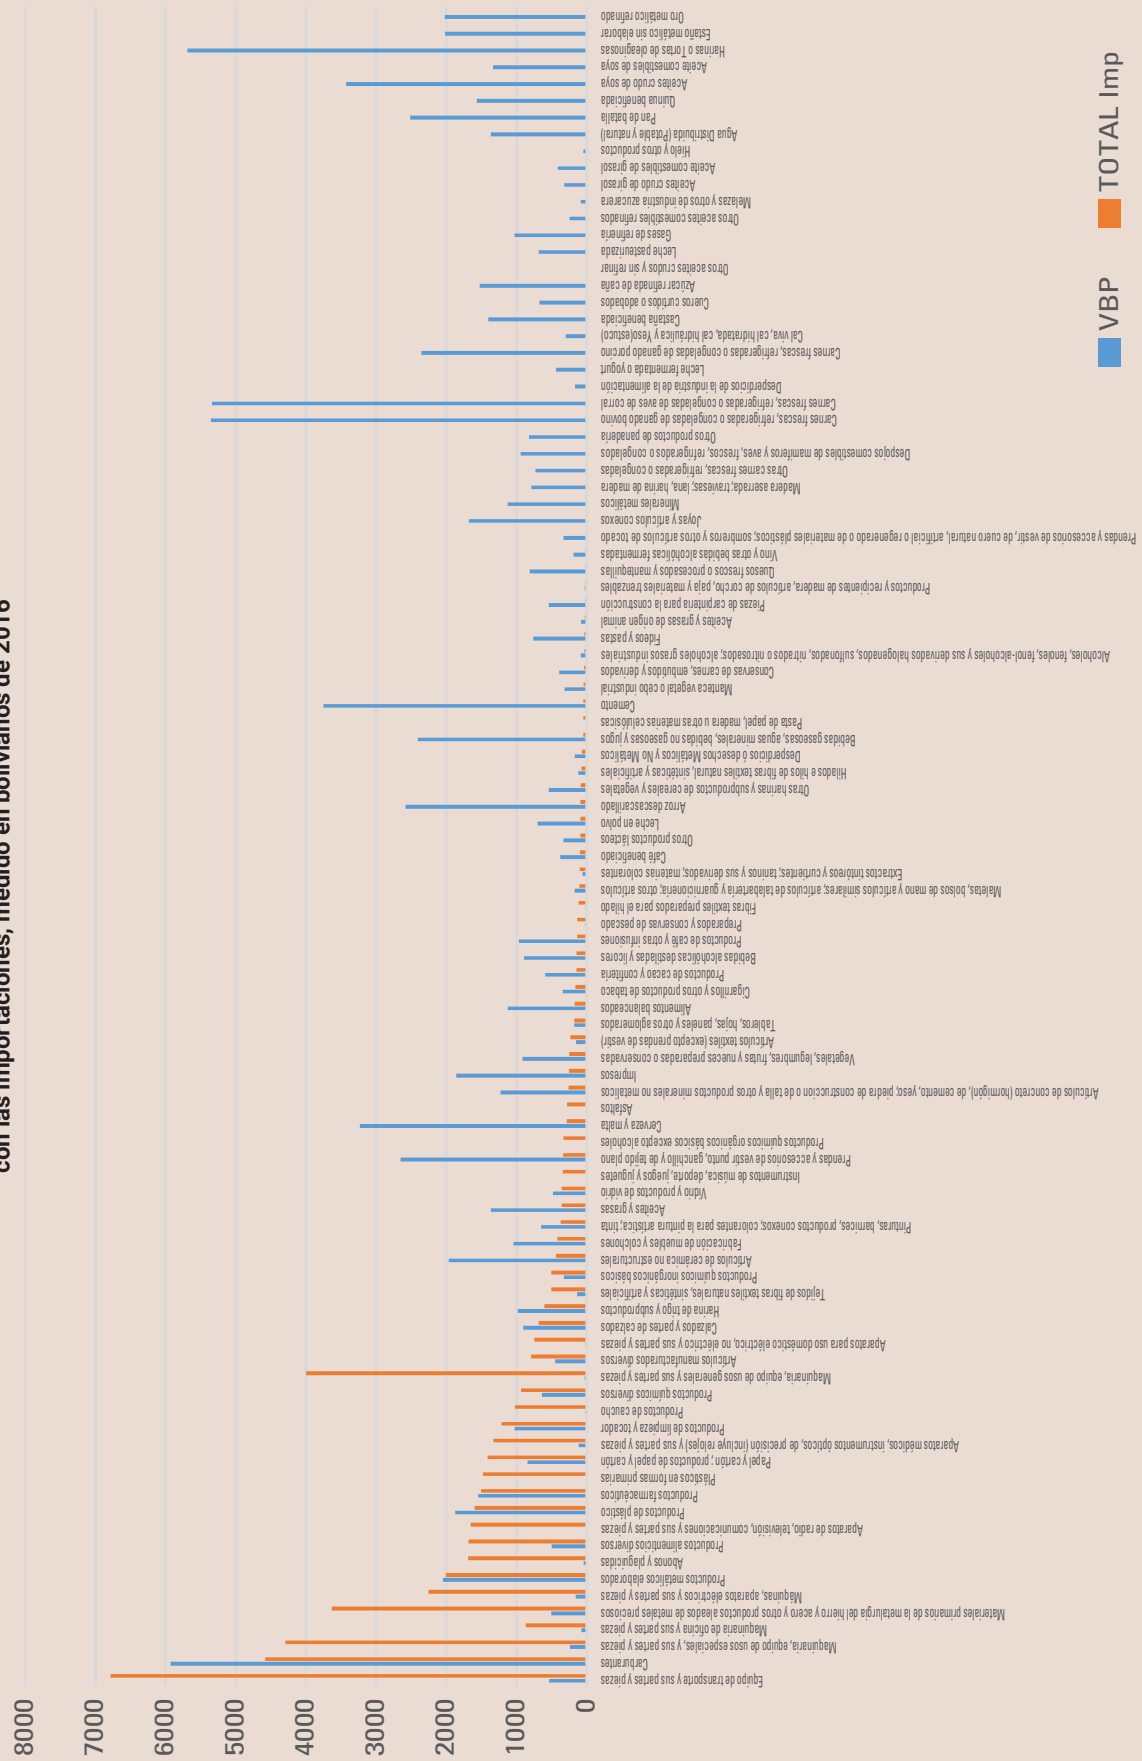 con las importaciones, medido en bolivianos de 2016
8000
7000
6000
5000
4000
3000
2000
1000
0
Equipo de transporte y sus partes y piezas
Carburantes
Maquinaria, equipo de usos especiales, y sus partes y piezas
Maquinaria de oficina y sus partes y piezas
Materiales primarios de la metalurgia del hierro y acero y otros productos aleados de metales preciosos
Máquinas, aparatos eléctricos y sus partes y piezas
Productos metálicos elaborados
Abonos y plaguicidas
Productos alimenticios diversos
Aparatos de radio, televisión, comunicaciones y sus partes y piezas
Productos de plástico
Productos farmacéuticos
Plásticos en formas primarias
Papel y cartón ; productos de papel y cartón
Aparatos médicos, instrumentos ópticos, de precisión (incluye relojes) y sus partes y piezas
Productos de limpieza y tocador
Productos de caucho
Productos químicos diversos
Maquinaria, equipo de usos generales y sus partes y piezas
Artículos manufacturados diversos
Aparatos para uso doméstico eléctrico, no eléctrico y sus partes y piezas
Calzados y partes de calzados
Harina de trigo y subproductos
Tejidos de fibras textiles naturales, sintéticas y artificiales
Productos químicos inorgánicos básicos
Artículos de cerámica no estructurales
Fabricación de muebles y colchones
Pinturas, barnices, productos conexos; colorantes para la pintura artística; tinta
Aceites y grasas
Vidrio y productos de vidrio
Instrumentos de música, deporte, juegos y juguetes
Prendas y accesorios de vestir punto, ganchillo y de tejido plano
Productos químicos orgánicos básicos excepto alcoholes
Cerveza y malta
Asfaltos
Artículos de concreto (hormigón), de cemento, yeso; piedra de construccion o de talla y otros productos minerales no metalicos
Impresos
Vegetales, legumbres, frutas y nueces preparadas o conservadas
Artículos textiles (excepto prendas de vestir)
Tableros, hojas, paneles y otros aglomerados
Alimentos balanceados
Cigarrillos y otros productos de tabaco
Productos de cacao y confitería
Bebidas alcohólicas destiladas y licores
Productos de café y otras infusiones
Preparados y conservas de pescado
Fibras textiles preparados para el hilado
Maletas, bolsos de mano y artículos similares; artículos de talabartería y guarnicionería; otros artículos
Extractos tintóreos y curtientes; taninos y sus derivados; materias colorantes
Café beneficiado
Otros productos lácteos
Leche en polvo
Arroz descascarillado
Otras harinas y subproductos de cereales y vegetales
Hilados e hilos de fibras textiles natural, sintéticas y artificiales
Desperdicios ó desechos Metálicos y No Metálicos
Bebidas gaseosas, aguas minerales, bebidas no gaseosas y jugos
Pasta de papel, madera u otras materias celulósicas
Cemento
Manteca vegetal o cebo industrial
Conservas de carnes, embutidos y derivados
Alcoholes, fenoles, fenol-alcoholes y sus derivados halogenados, sulfonados, nitrados o nitrosados; alcoholes grasos industriales
Fideos y pastas
Aceites y grasas de origen animal
Piezas de carpintería para la construcción
Productos y recipientes de madera, artículos de corcho, paja y materiales trenzables
Quesos frescos o procesados y mantequillas
Vino y otras bebidas alcohólicas fermentadas
Prendas y accesorios de vestir, de cuero natural, artificial o regenerado o de materiales plásticos; sombreros y otros artículos de tocado
Joyas y artículos conexos
Minerales metálicos
Madera aserrada; traviesas; lana, harina de madera
Otras carnes frescas, refrigeradas o congeladas
Despojos comestibles de mamíferos y aves, frescos, refrigerados o congelados
Otros productos de panadería
Carnes frescas, refrigeradas o congeladas de ganado bovino
Carnes frescas, refrigeradas o congeladas de aves de corral
Desperdicios de la industria de la alimentación
Leche fermentada o yogurt
Carnes frescas, refrigeradas o congeladas de ganado porcino
Cal viva, cal hidratada, cal hidráulica y Yeso(estuco)
Castaña beneficiada
Cueros curtidos o adobados
Azúcar refinada de caña
Otros aceites crudos y sin refinar
Leche pasteurizada
Gases de refinería
Otros aceites comestibles refinados
Melazas y otros de industria azucarera
Aceites crudo de girasol
Aceite comestibles de girasol
Hielo y otros productos
Agua Distribuida (Potable y natural)
Pan de batalla
Quinua beneficiada
Aceites crudo de soya
Aceite comestibles de soya
Harinas o Tortas de oleaginosas
Estaño metálico sin elaborar
Oro metálico refinado
VBP
TOTAL Imp